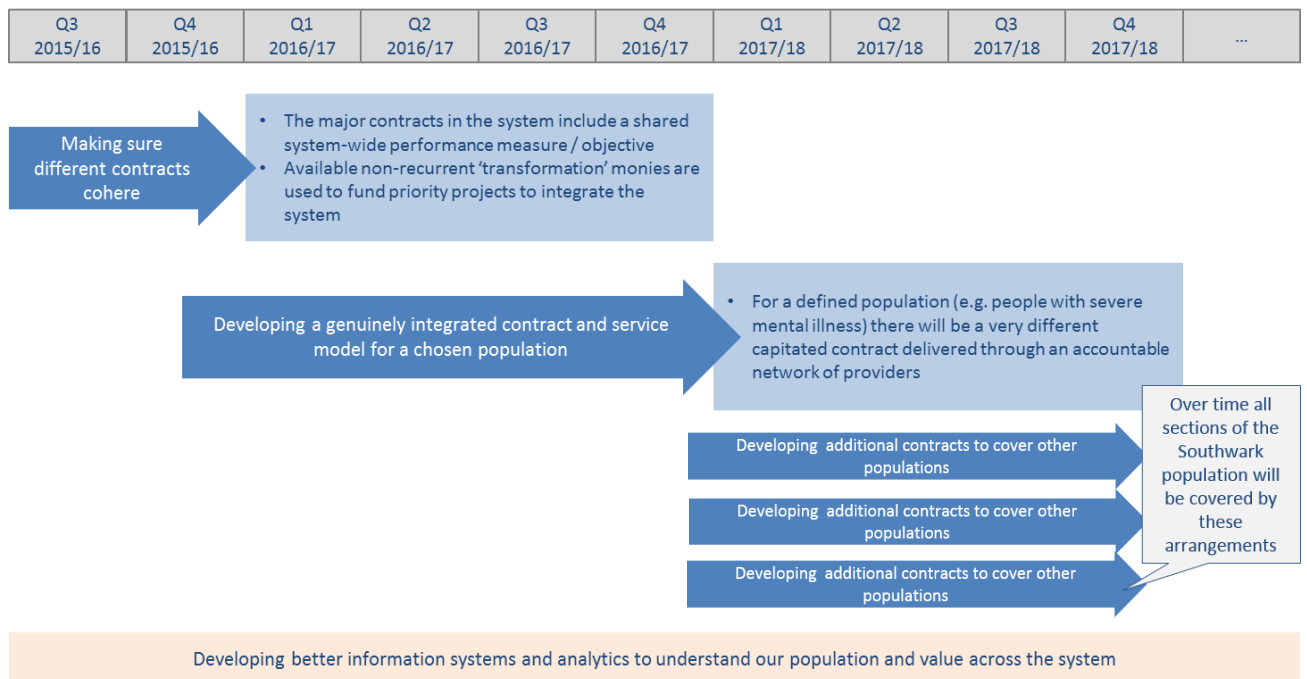 Q3 Q4 Q1 Q2 Q3 Q4 Q1 Q2 Q3 Q4
2015/16 2015/16 2016/17 2016/17 2016/17 2016/17 2017/18 2017/18 2017/18 2017/18 ...
Making sure
different contracts
cohere
• The major contracts in the system include a shared
system-wide performance measure / objective
• Available non-recurrent ‘transformation’ monies are
used to fund priority projects to integrate the
system
Developing a genuinely integrated contract and service
model for a chosen population
• For a defined population (e.g. people with severe
mental illness) there will be a very different
capitated contract delivered through an accountable
network of providers
Developing additional contracts to cover other
populations
Developing additional contracts to cover other
populations
Developing additional contracts to cover other
populations
Over time all
sections of the
Southwark
population will
be covered by
these
arrangements
Developing better information systems and analytics to understand our population and value across the system